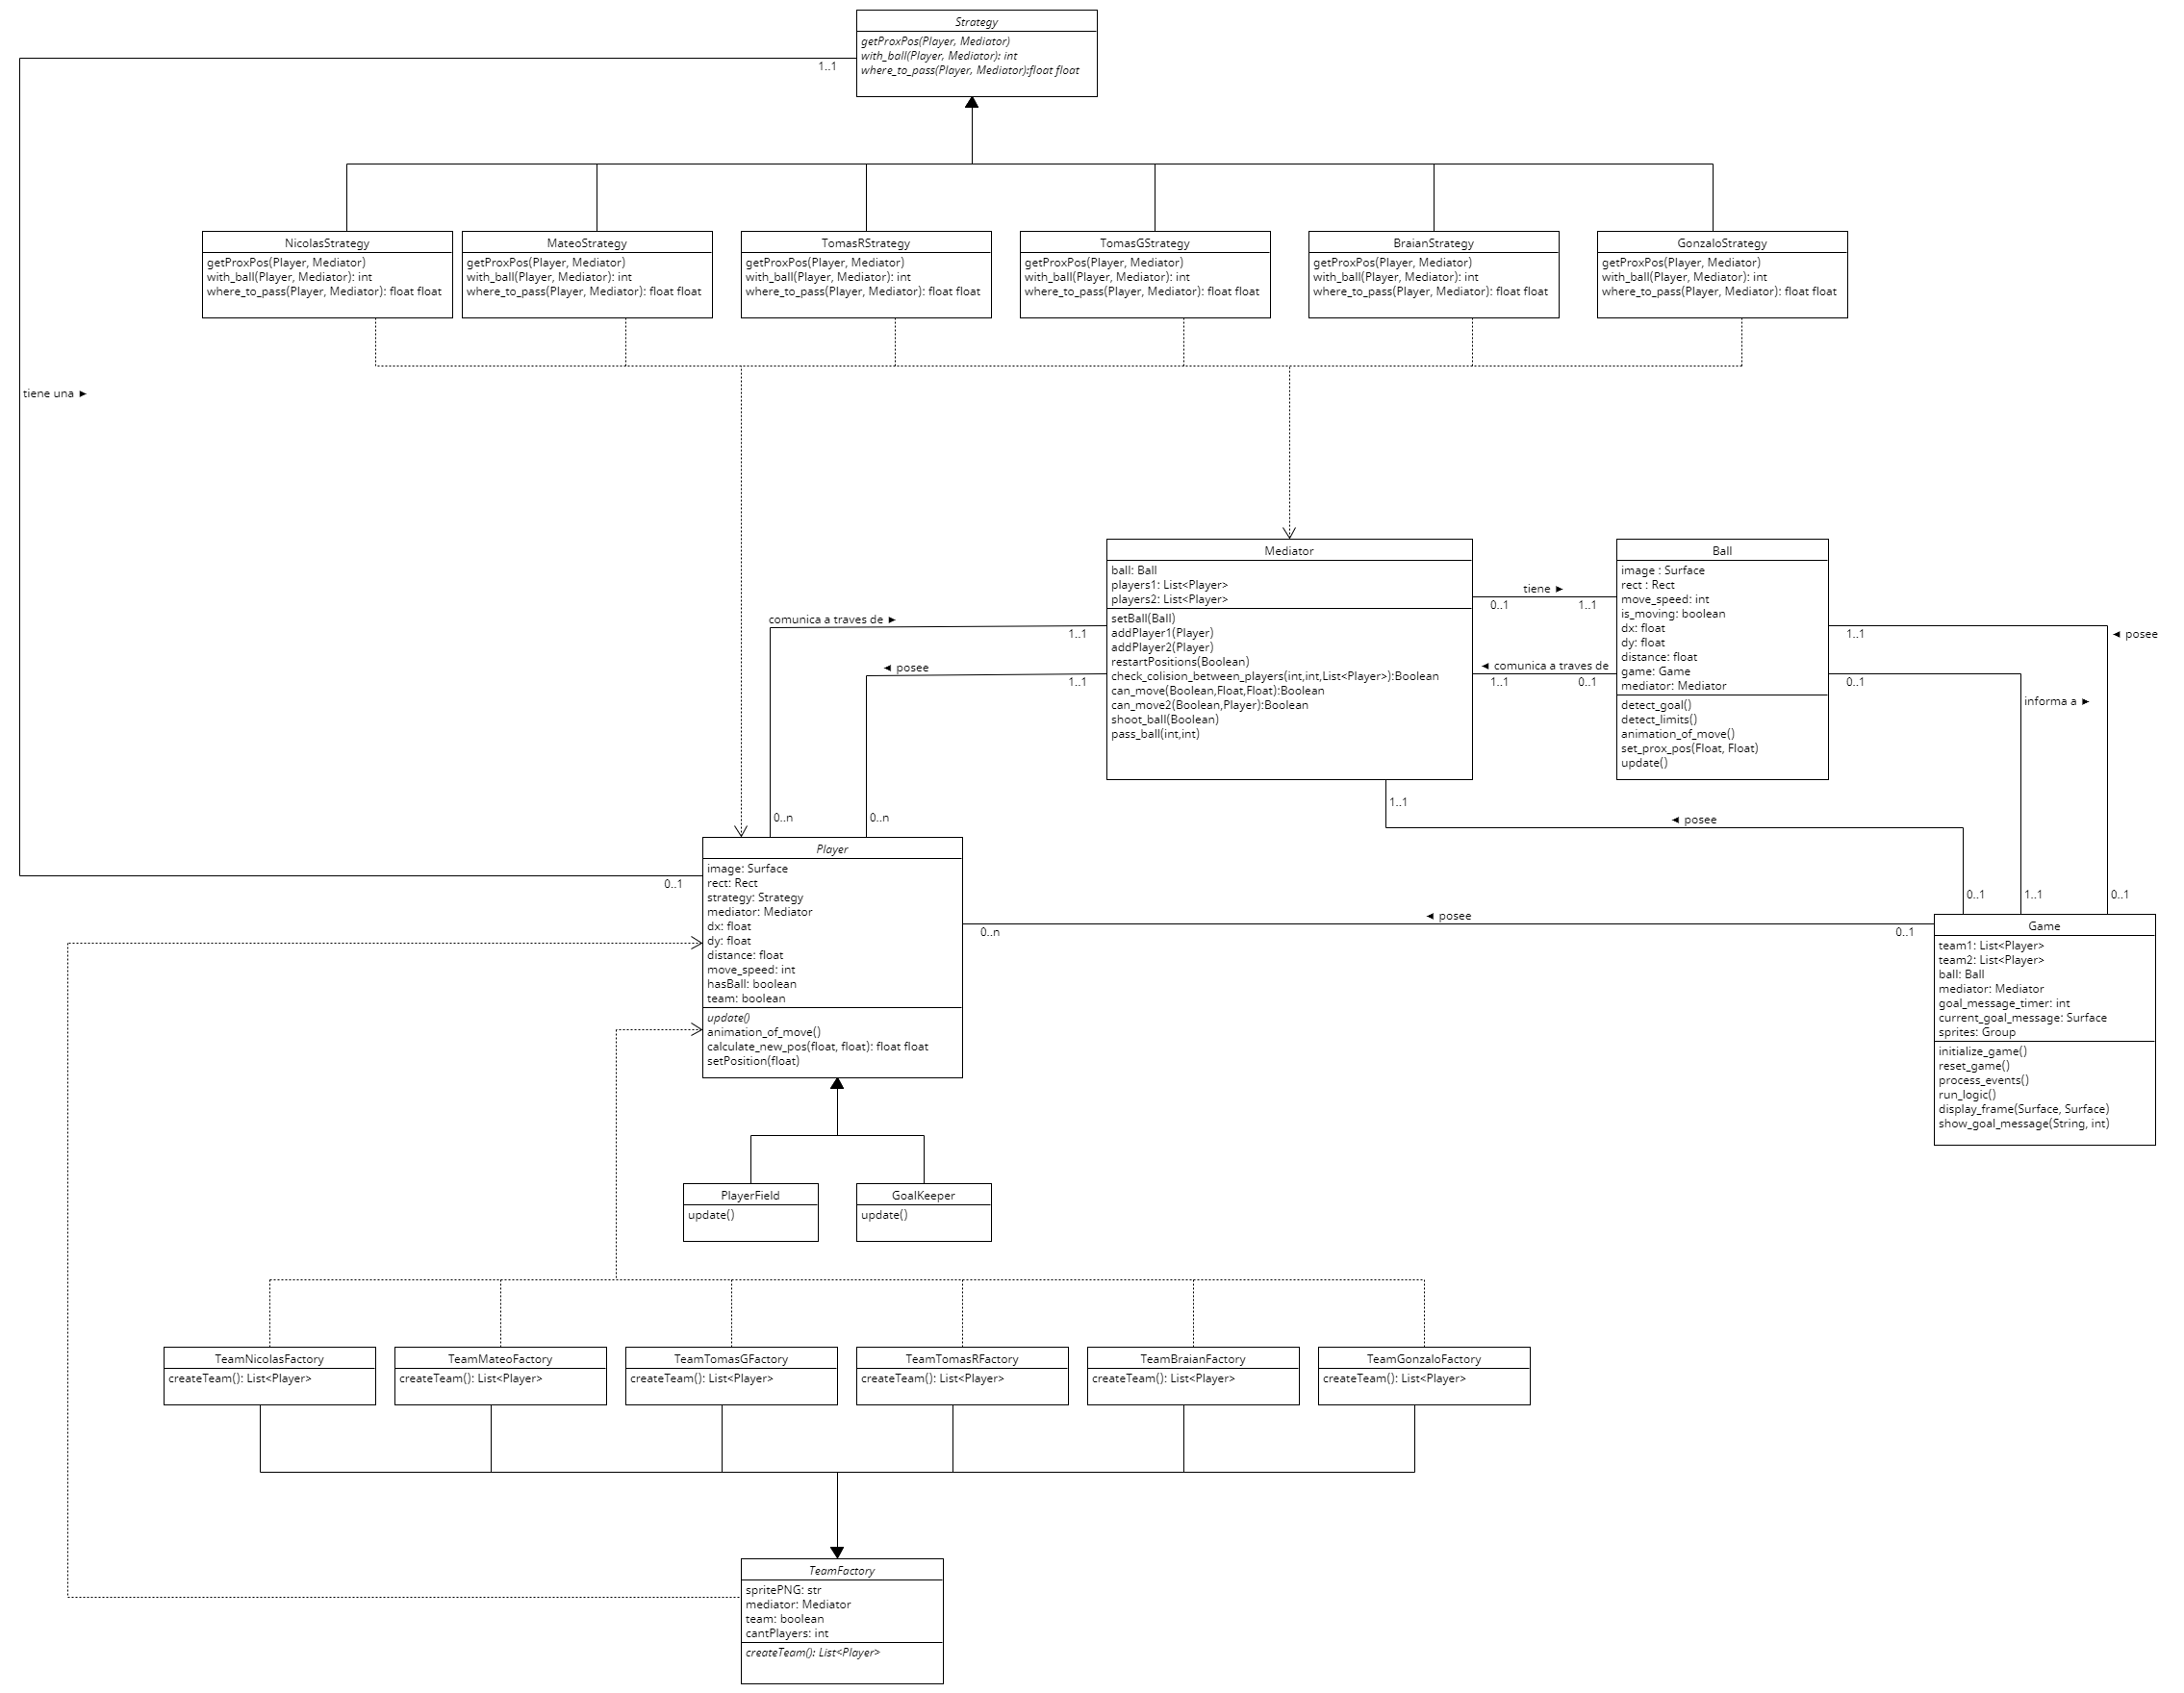 Strategy
getProxPos(Player, Mediator)
with_ball(Player, Mediator): int
where_to_pass(Player, Mediator):float float
1..1
NicolasStrategy
getProxPos(Player, Mediator)
with_ball(Player, Mediator): int
where_to_pass(Player, Mediator): float float
MateoStrategy
getProxPos(Player, Mediator)
with_ball(Player, Mediator): int
where_to_pass(Player, Mediator): float float
TomasRStrategy
getProxPos(Player, Mediator)
with_ball(Player, Mediator): int
where_to_pass(Player, Mediator): float float
TomasGStrategy
getProxPos(Player, Mediator)
with_ball(Player, Mediator): int
where_to_pass(Player, Mediator): float float
BraianStrategy
getProxPos(Player, Mediator)
with_ball(Player, Mediator): int
where_to_pass(Player, Mediator): float float
GonzaloStrategy
getProxPos(Player, Mediator)
with_ball(Player, Mediator): int
where_to_pass(Player, Mediator): float float
tiene una ►
Mediator
ball: Ball
players1: List<Player>
players2: List<Player>
setBall(Ball)
addPlayer1(Player)
addPlayer2(Player)
restartPositions(Boolean)
check_colision_between_players(int,int,List<Player>):Boolean
can_move(Boolean,Float,Float):Boolean
can_move2(Boolean,Player):Boolean
shoot_ball(Boolean)
pass_ball(int,int)
tiene ►
0..1
1..1
◄ comunica a traves de
1..1
0..1
Ball
image : Surface
rect : Rect
move_speed: int
is_moving: boolean
dx: float
dy: float
distance: float
game: Game
mediator: Mediator
detect_goal()
detect_limits()
animation_of_move()
set_prox_pos(Float, Float)
update()
1..1
◄ posee
0..1
informa a ►
comunica a traves de ►
1..1
◄ posee
1..1
0..n
0..n
1..1
◄ posee
0..1
1..1
0..1
Player
image: Surface
rect: Rect
strategy: Strategy
mediator: Mediator
dx: float
dy: float
distance: float
move_speed: int
hasBall: boolean
team: boolean
update()
animation_of_move()
calculate_new_pos(float, float): float float
setPosition(float)
0..1
◄ posee
0..n
0..1
Game
team1: List<Player>
team2: List<Player>
ball: Ball
mediator: Mediator
goal_message_timer: int
current_goal_message: Surface
sprites: Group
initialize_game()
reset_game()
process_events()
run_logic()
display_frame(Surface, Surface)
show_goal_message(String, int)
PlayerField
update()
GoalKeeper
update()
TeamNicolasFactory
createTeam(): List<Player>
TeamMateoFactory
createTeam(): List<Player>
TeamTomasGFactory
createTeam(): List<Player>
TeamTomasRFactory
createTeam(): List<Player>
TeamBraianFactory
createTeam(): List<Player>
TeamGonzaloFactory
createTeam(): List<Player>
TeamFactory
spritePNG: str
mediator: Mediator
team: boolean
cantPlayers: int
createTeam(): List<Player>